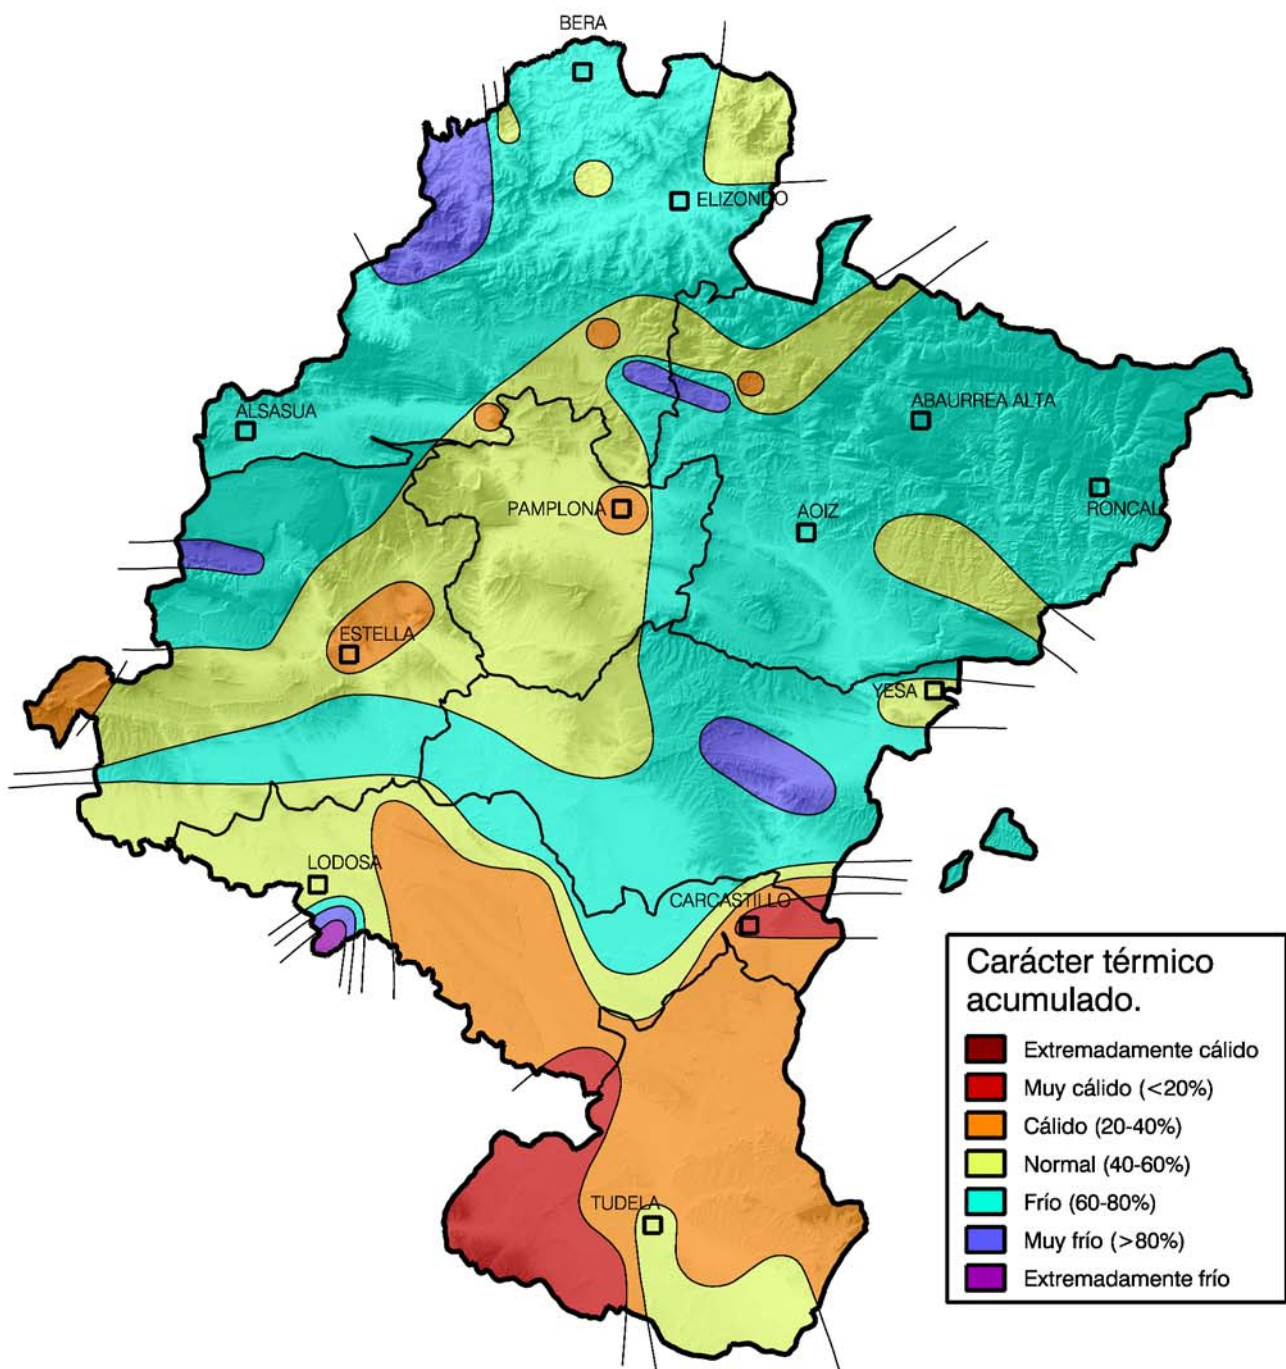 BERA
ELIZONDO
ALSASUA
ABAURREA ALTA
RONCAL
PAMPLONA
AOIZ
ESTELLA
YESA
LODOSA
CARCASTILLO
TUDELA
Carácter térmico
acumulado.
Extremadamente cálido
Muy cálido (<20%)
Cálido (20-40%)
Normal (40-60%)
Frío (60-80%)
Muy frío (>80%)
Extremadamente frío